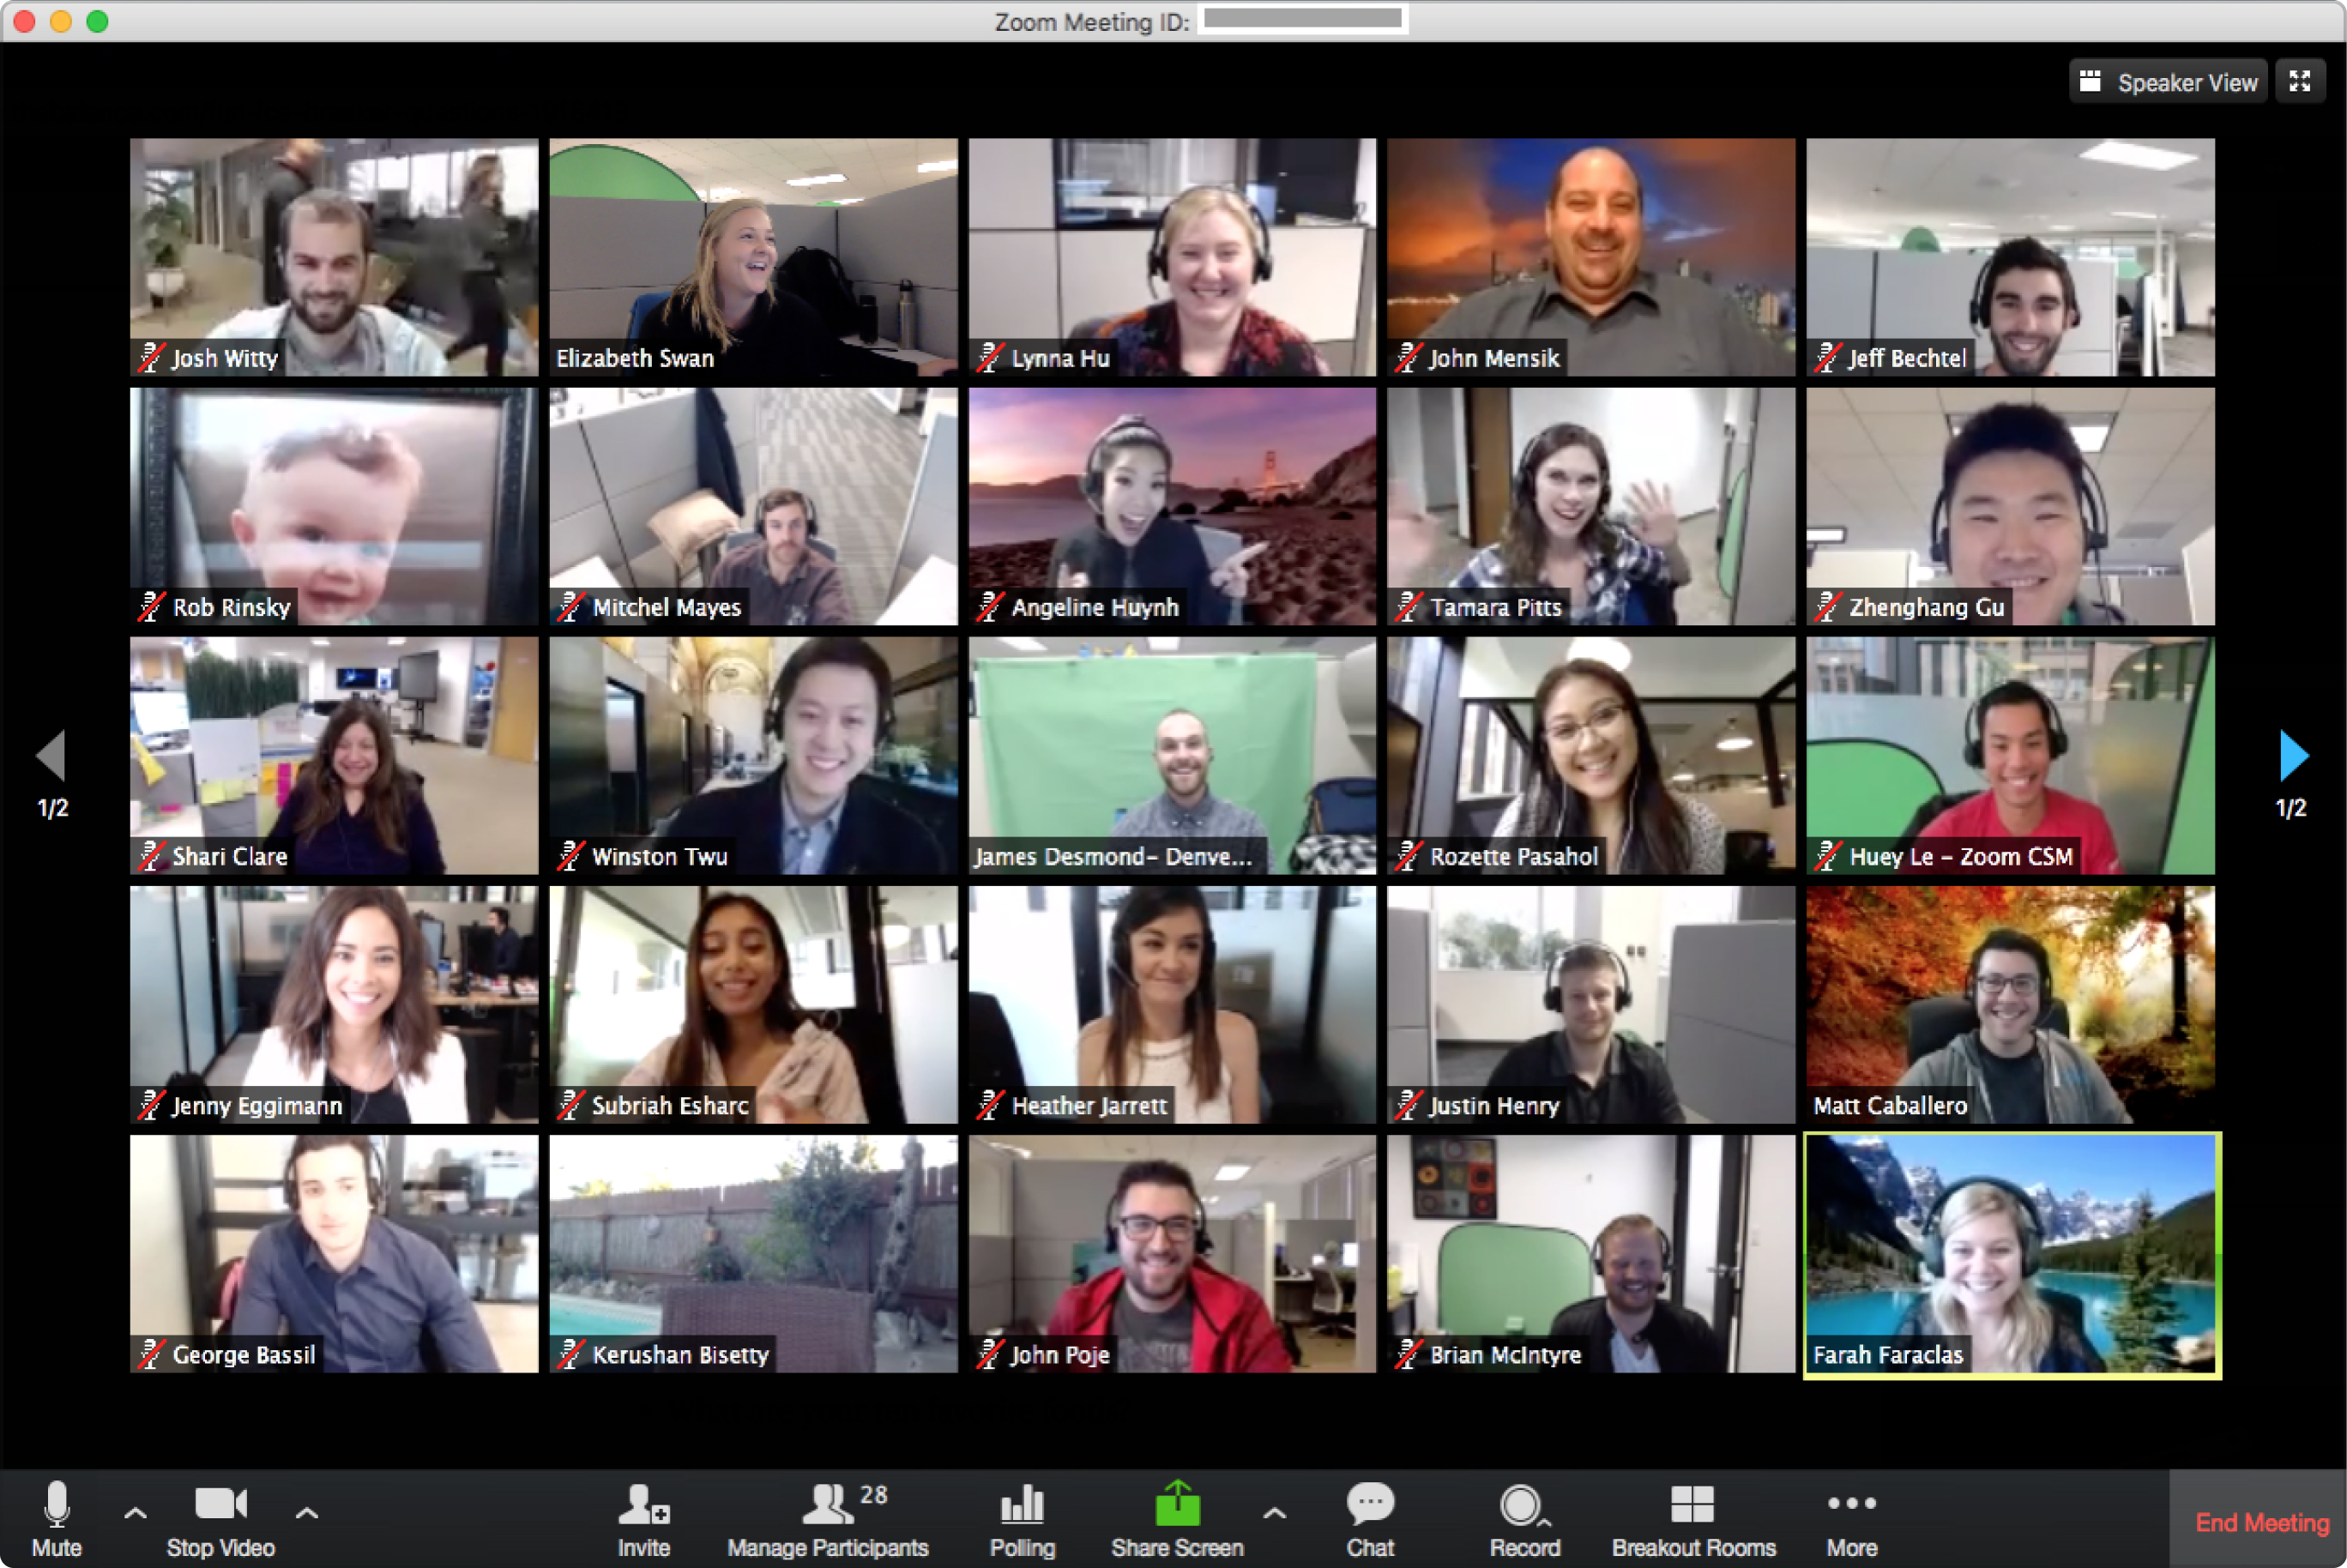 Zoom Meeting ID:
Speaker View
Josh Witty
Elizabeth Swan
Lynna Hu
John Mensik
Jeff Bechtel
Rob Rinsky
Mitchel Mayes
Angeline Huynh
Tamara Pitts
Zhenghang Gu
Shari Clare
Winston Twu
James Desmond– Denve...
Rozette Pasahol
Huey Le – Zoom CSM
1/2
1/2
Jenny Eggimann
Subriah Esharc
Heather Jarrett
Justin Henry
Matt Caballero
George Bassil
Kerushan Bisetty
John Poje
Brian McIntyre
Farah Faraclas
Mute
Stop Video
Invite
28
Manage Participants
Polling
Share Screen
Chat
Record
Breakout Rooms
More
End Meeting